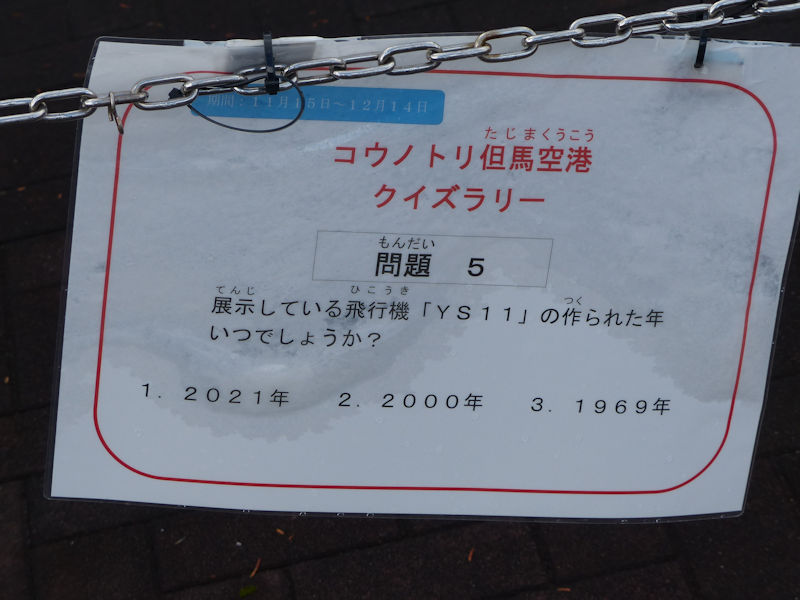 期間：１１月１５日～１２月１４日
たじまくうこう
コウノトリ但馬空港
クイズラリー
もんだい
問題　５
てんじ　ひこうき　つく
展示している飛行機「ＹＳ１１」の作られた年
いつでしょうか？
１．２０２１年　２．２０００年　３．１９６９年